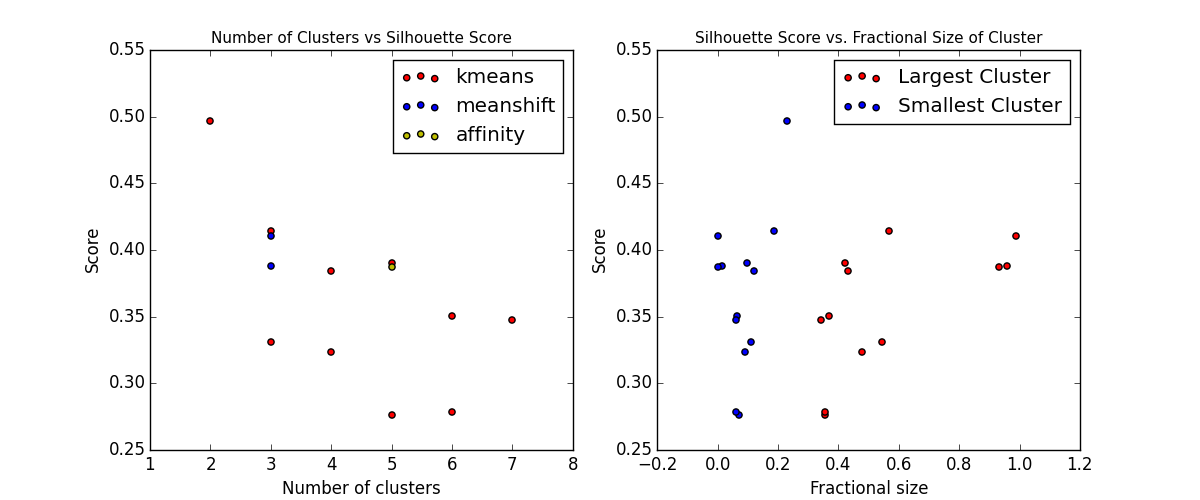 Number of Clusters vs Silhouette Score
0.55
0.50
0.45
0.40
0.35
0.30
0.25
Score
kmeans
meanshift
affinity
1 2 3 4 5 6 7 8
Number of clusters
Silhouette Score vs. Fractional Size of Cluster
0.55
0.50
0.45
0.40
0.35
0.30
0.25
Score
Largest Cluster
Smallest Cluster
−0.2 0.0 0.2 0.4 0.6 0.8 1.0 1.2
Fractional size